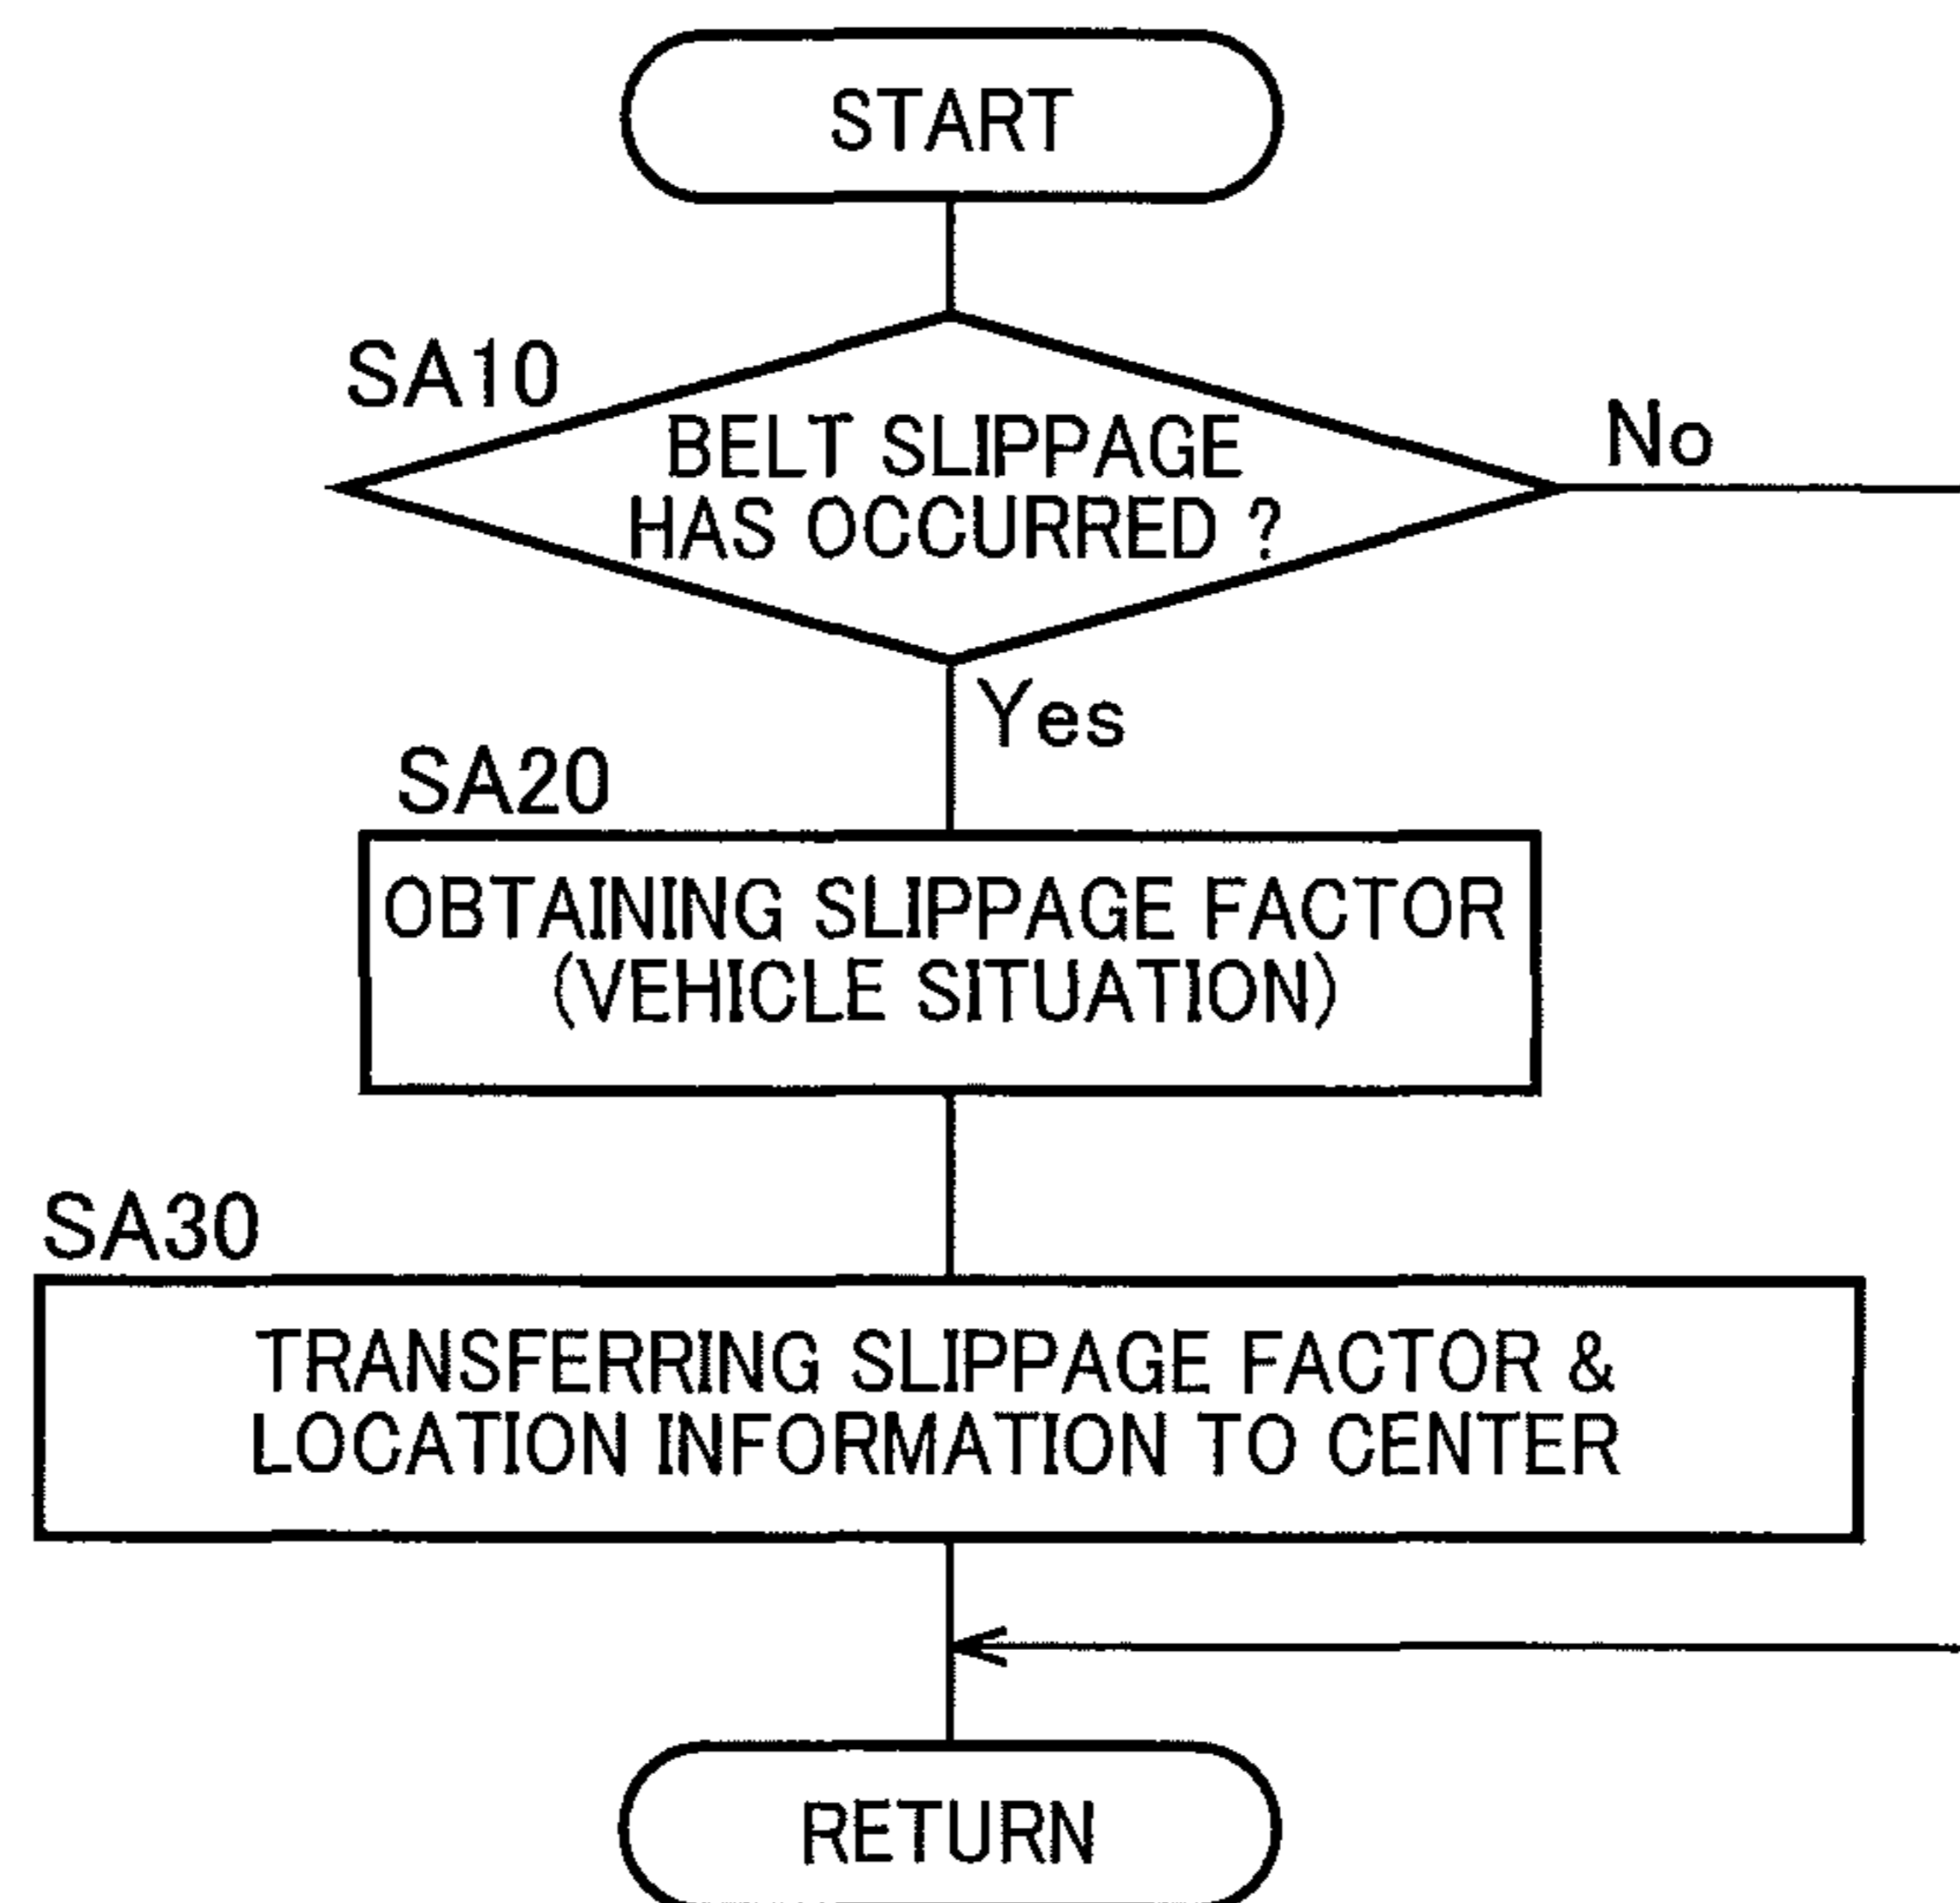 START
SA10
BELT SLIPPAGE
HAS OCCURRED ?
No
Yes
SA20
OBTAINING SLIPPAGE FACTOR
(VEHICLE SITUATION)
SA30
TRANSFERRING SLIPPAGE FACTOR &
LOCATION INFORMATION TO CENTER
RETURN